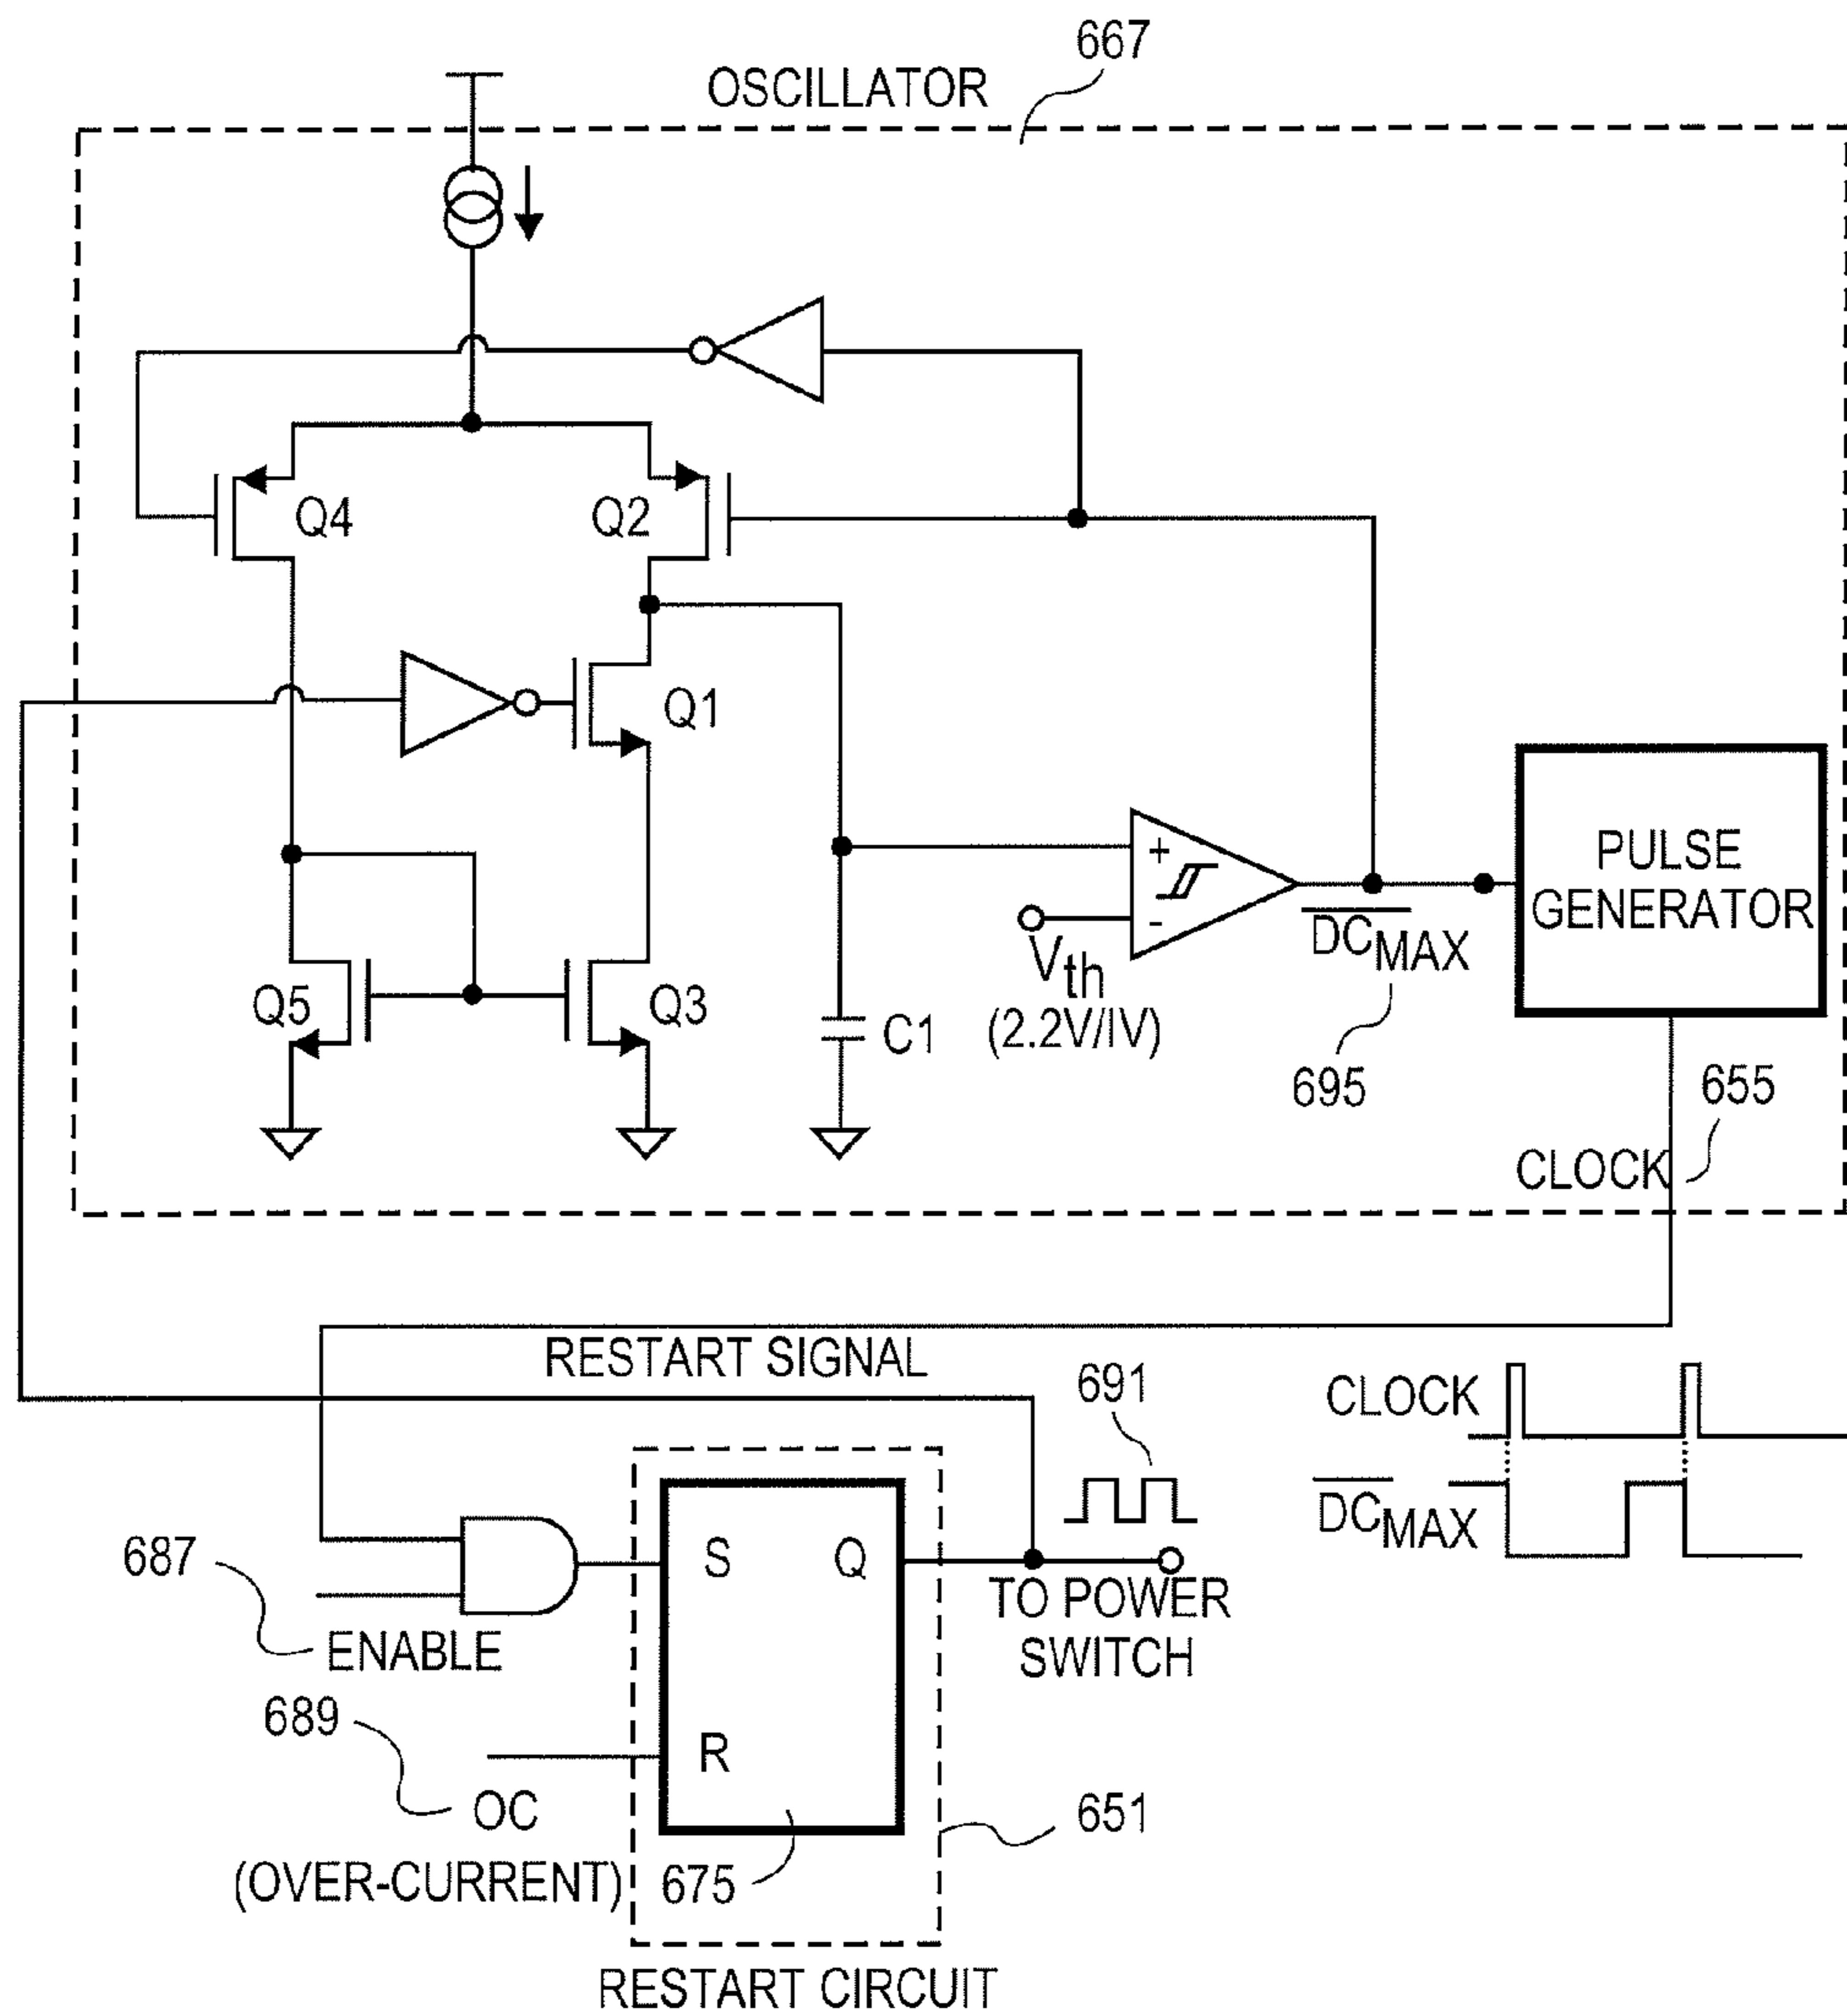 667
OSCILLATOR
Q4
Q2
Q1
Q5
Q3
C1
+
-
Vth
(2.2V/IV)
DCMAX
695
PULSE
GENERATOR
655
CLOCK
RESTART SIGNAL
691
CLOCK
DCMAX
687
ENABLE
S
Q
TO POWER
SWITCH
689
OC
(OVER-CURRENT)
R
675
651
RESTART CIRCUIT